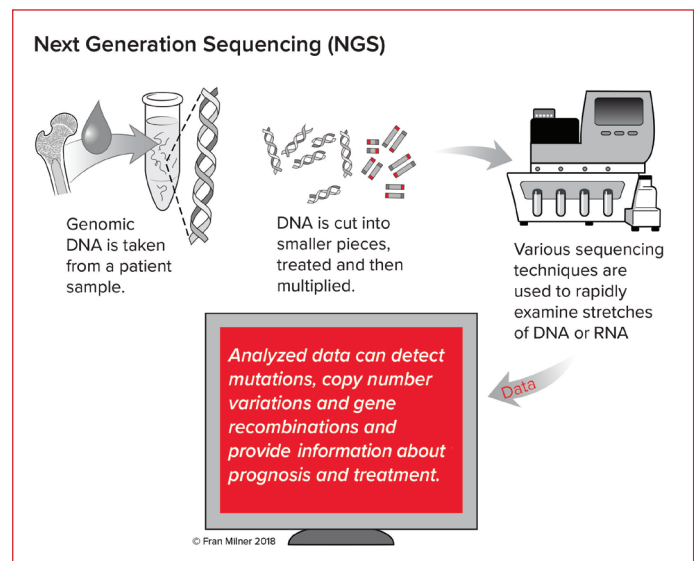 Next Generation Sequencing (NGS)
Genomic
DNA is taken
from a patient
sample.
DNA is cut into
smaller pieces,
treated and then
multiplied.
Various sequencing
techniques are
used to rapidly
examine stretches
of DNA or RNA
Data
Analyzed data can detect
mutations, copy number
variations and gene
recombinations and
provide information about
prognosis and treatment.
© Fran Milner 2018